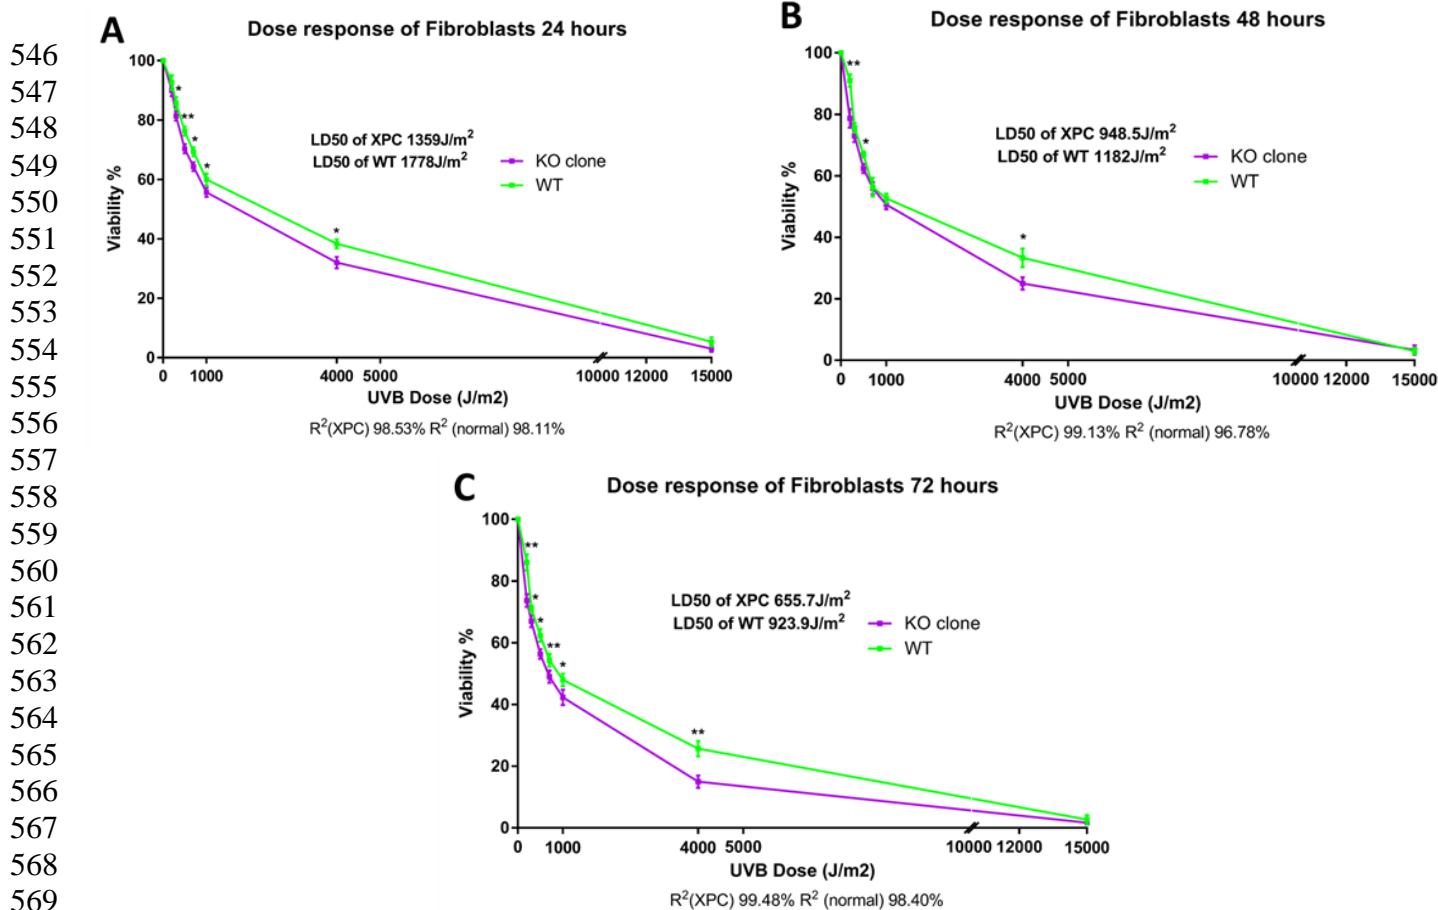 546
547
548
549
550
551
552
553
554
555
556
557
558
559
560
561
562
563
564
565
566
567
568
569
A
Dose response of Fibroblasts 24 hours
100
80
60
40
20
0
Viability %
*
**
*
*
*
LD50 of XPC 1359J/m²
LD50 of WT 1778J/m²
KO clone
WT
0 1000 4000 5000 10000 12000 15000
UVB Dose (J/m2)
R²(XPC) 98.53% R² (normal) 98.11%
B
Dose response of Fibroblasts 48 hours
100
80
60
40
20
0
Viability %
**
*
*
LD50 of XPC 948.5J/m²
LD50 of WT 1182J/m²
KO clone
WT
0 1000 4000 5000 10000 12000 15000
UVB Dose (J/m2)
R²(XPC) 99.13% R² (normal) 96.78%
C
Dose response of Fibroblasts 72 hours
100
80
60
40
20
0
Viability %
**
*
*
**
*
**
LD50 of XPC 655.7J/m²
LD50 of WT 923.9J/m²
KO clone
WT
0 1000 4000 5000 10000 12000 15000
UVB Dose (J/m2)
R²(XPC) 99.48% R² (normal) 98.40%